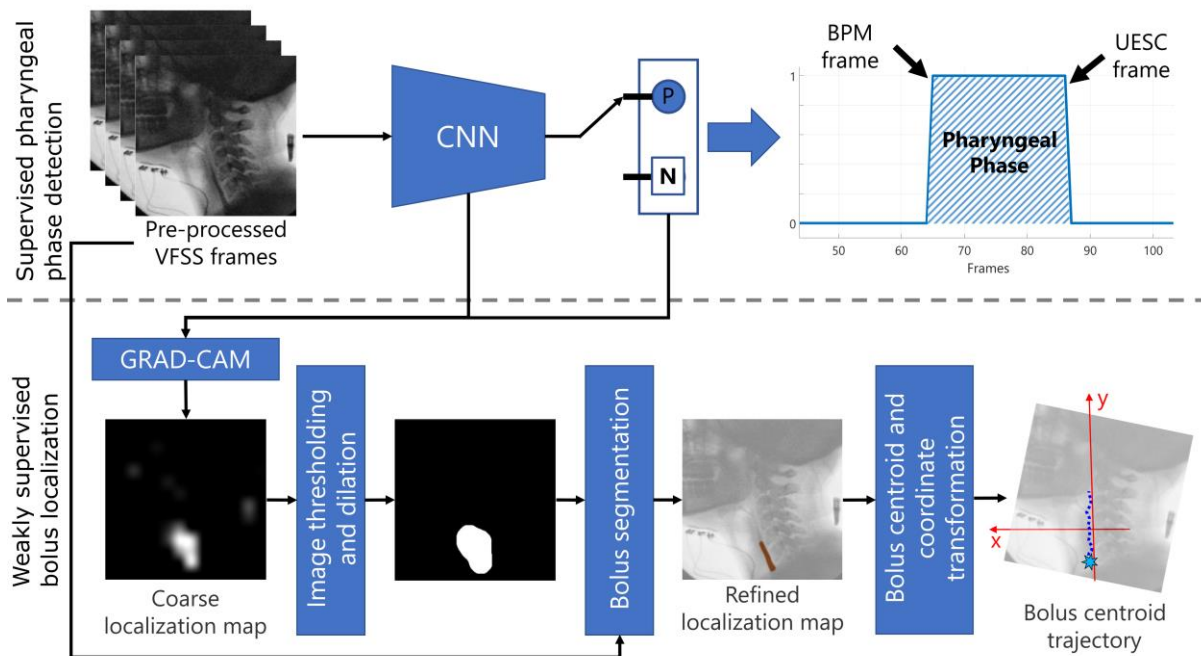 Supervised pharyngeal
phase detection
Pre-processed
VFSS frames
CNN
P
N
BPM
frame
UESC
frame
1
0
Pharyngeal
Phase
50
60
70
80
90
100
Frames
Weakly supervised
bolus localization
GRAD-CAM
Coarse
localization map
Image thresholding
and dilation
Bolus segmentation
Refined
localization map
Bolus centroid and
coordinate
transformation
y
x
Bolus centroid
trajectory